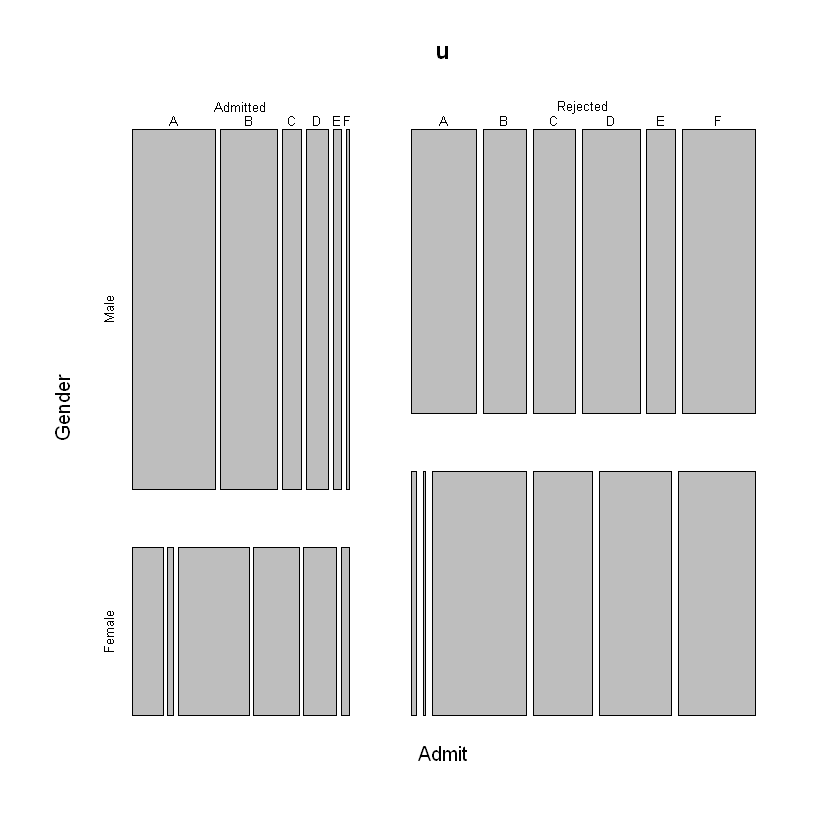 u
Admitted
Rejected
A B C D E F
A B C D E F
Male
Gender
Female
Admit